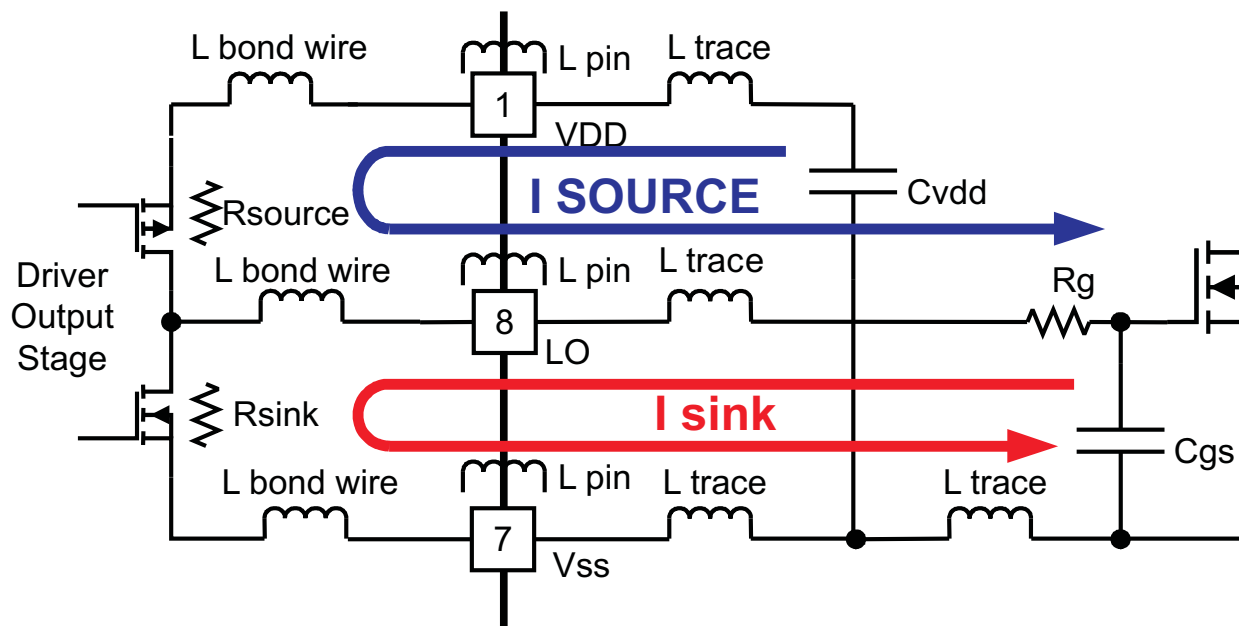 L bond wire
L pin
L trace
1
VDD
I SOURCE
Cvdd
Rsource
L bond wire
L pin
L trace
Rg
Driver
Output
Stage
8
LO
Rsink
I sink
Cgs
L bond wire
L pin
L trace
L trace
7
Vss